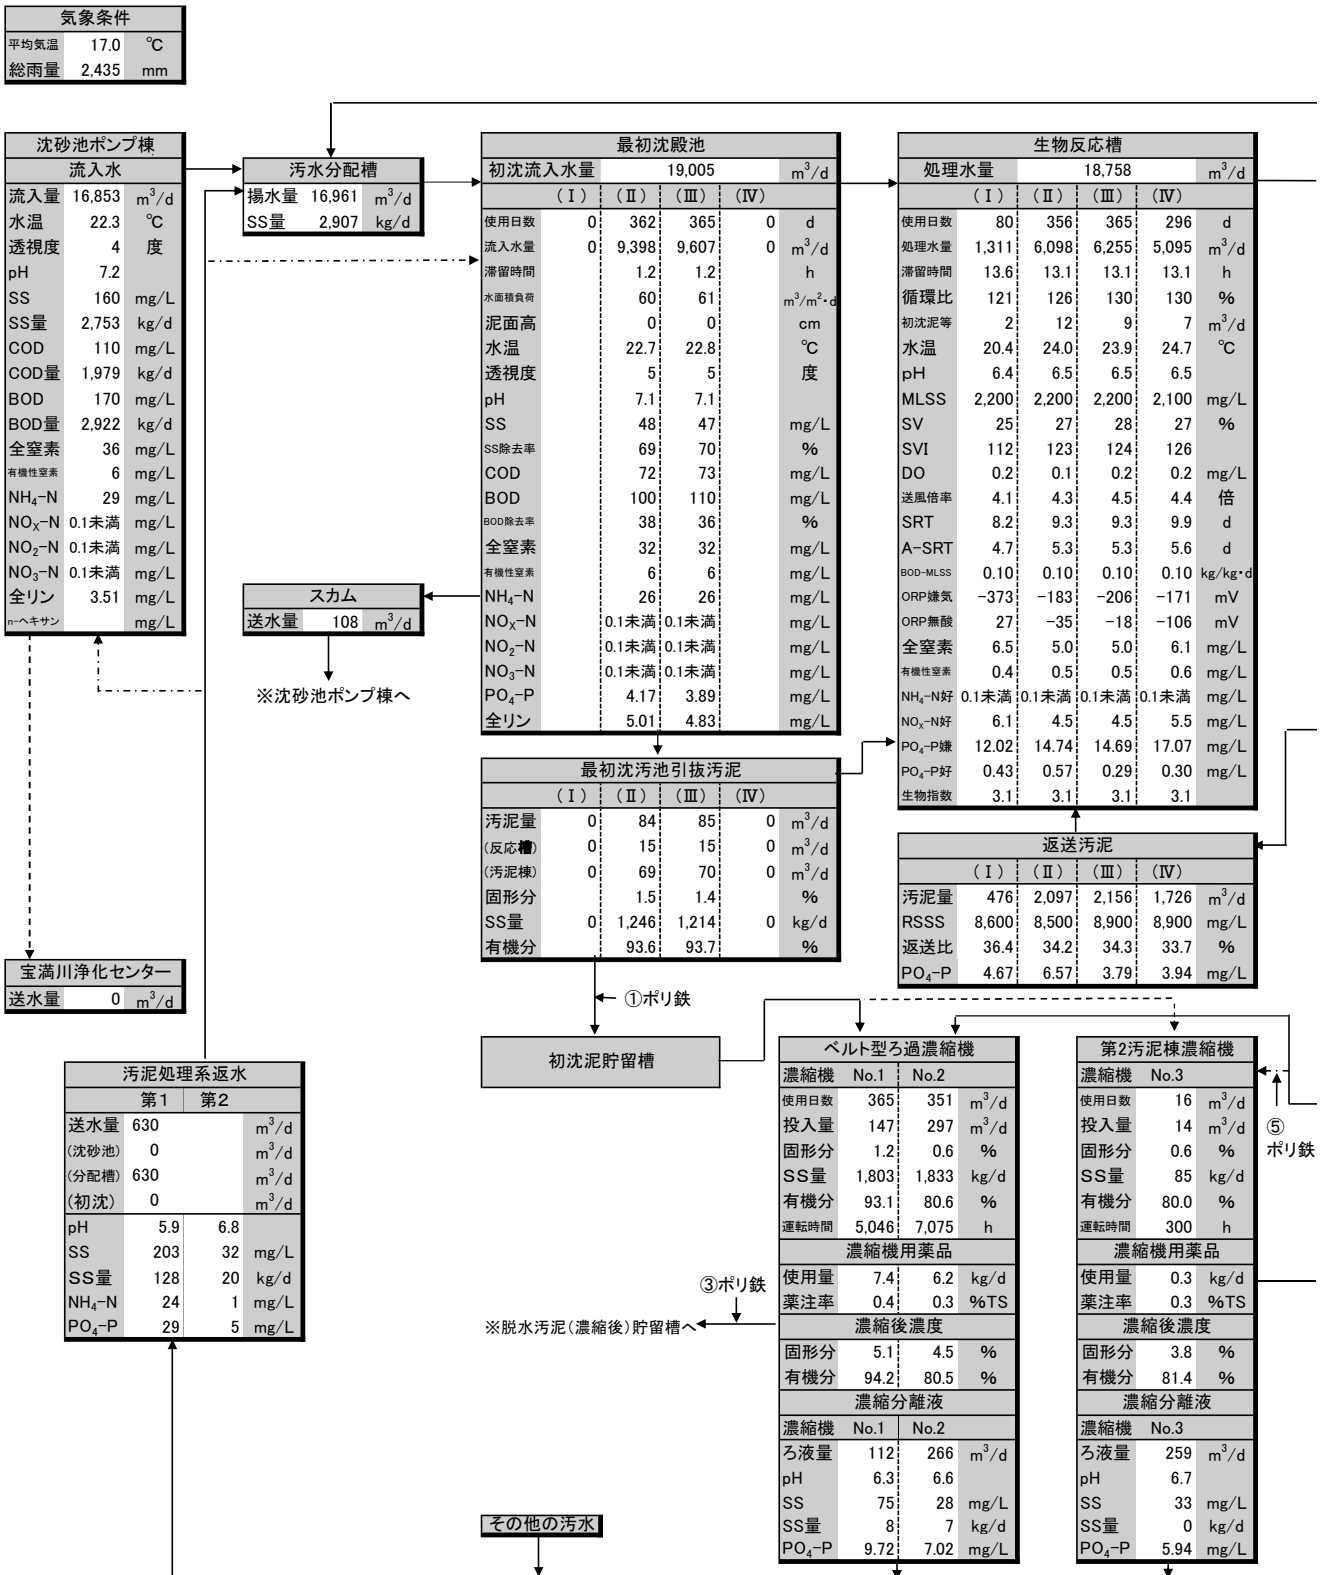 気象条件
平均気温 17.0 ℃
総雨量 2,435 mm
沈砂池ポンプ棟
流入水
流入量 16,853 m³/d
水温 22.3 ℃
透視度 4 度
pH 7.2
SS 160 mg/L
SS量 2,753 kg/d
COD 110 mg/L
COD量 1,979 kg/d
BOD 170 mg/L
BOD量 2,922 kg/d
全窒素 36 mg/L
有機性窒素 6 mg/L
NH₄-N 29 mg/L
NOₓ-N 0.1未満 mg/L
NO₂-N 0.1未満 mg/L
NO₃-N 0.1未満 mg/L
全リン 3.51 mg/L
n-ヘキサン mg/L
汚水分配槽
揚水量 16,961 m³/d
SS量 2,907 kg/d
最初沈殿池
初沈流入水量 19,005 m³/d
(Ⅰ) (Ⅱ) (Ⅲ) (Ⅳ)
使用日数 0 362 365 0 d
流入水量 0 9,398 9,607 0 m³/d
滞留時間 1.2 1.2 h
水面積負荷 60 61 m³/m²・d
泥面高 0 0 cm
水温 22.7 22.8 ℃
透視度 5 5 度
pH 7.1 7.1
SS 48 47 mg/L
SS除去率 69 70 %
COD 72 73 mg/L
BOD 100 110 mg/L
BOD除去率 38 36 %
全窒素 32 32 mg/L
有機性窒素 6 6 mg/L
NH₄-N 26 26 mg/L
NOₓ-N 0.1未満 0.1未満 mg/L
NO₂-N 0.1未満 0.1未満 mg/L
NO₃-N 0.1未満 0.1未満 mg/L
PO₄-P 4.17 3.89 mg/L
全リン 5.01 4.83 mg/L
生物反応槽
処理水量 18,758 m³/d
(Ⅰ) (Ⅱ) (Ⅲ) (Ⅳ)
使用日数 80 356 365 296 d
処理水量 1,311 6,098 6,255 5,095 m³/d
滞留時間 13.6 13.1 13.1 13.1 h
循環比 121 126 130 130 %
初沈泥等 2 12 9 7 m³/d
水温 20.4 24.0 23.9 24.7 ℃
pH 6.4 6.5 6.5 6.5
MLSS 2,200 2,200 2,200 2,100 mg/L
SV 25 27 28 27 %
SVI 112 123 124 126
DO 0.2 0.1 0.2 0.2 mg/L
送風倍率 4.1 4.3 4.5 4.4 倍
SRT 8.2 9.3 9.3 9.9 d
A-SRT 4.7 5.3 5.3 5.6 d
BOD-MLSS 0.10 0.10 0.10 0.10 kg/kg・d
ORP嫌気 -373 -183 -206 -171 mV
ORP無酸 27 -35 -18 -106 mV
全窒素 6.5 5.0 5.0 6.1 mg/L
有機性窒素 0.4 0.5 0.5 0.6 mg/L
NH₄-N好 0.1未満 0.1未満 0.1未満 0.1未満 mg/L
NOₓ-N好 6.1 4.5 4.5 5.5 mg/L
PO₄-P嫌 12.02 14.74 14.69 17.07 mg/L
PO₄-P好 0.43 0.57 0.29 0.30 mg/L
生物指数 3.1 3.1 3.1 3.1
スカム
送水量 108 m³/d
※沈砂池ポンプ棟へ
最初沈汚池引抜汚泥
(Ⅰ) (Ⅱ) (Ⅲ) (Ⅳ)
汚泥量 0 84 85 0 m³/d
(反応槽) 0 15 15 0 m³/d
(汚泥棟) 0 69 70 0 m³/d
固形分 1.5 1.4 %
SS量 0 1,246 1,214 0 kg/d
有機分 93.6 93.7 %
返送汚泥
(Ⅰ) (Ⅱ) (Ⅲ) (Ⅳ)
汚泥量 476 2,097 2,156 1,726 m³/d
RSSS 8,600 8,500 8,900 8,900 mg/L
返送比 36.4 34.2 34.3 33.7 %
PO₄-P 4.67 6.57 3.79 3.94 mg/L
宝満川浄化センター
送水量 0 m³/d
①ポリ鉄
初沈泥貯留槽
汚泥処理系返水
第1 第2
送水量 630 m³/d
(沈砂池) 0 m³/d
(分配槽) 630 m³/d
(初沈) 0 m³/d
pH 5.9 6.8
SS 203 32 mg/L
SS量 128 20 kg/d
NH₄-N 24 1 mg/L
PO₄-P 29 5 mg/L
ベルト型ろ過濃縮機
濃縮機 No.1 No.2
使用日数 365 351 m³/d
投入量 147 297 m³/d
固形分 1.2 0.6 %
SS量 1,803 1,833 kg/d
有機分 93.1 80.6 %
運転時間 5,046 7,075 h
濃縮機用薬品
使用量 7.4 6.2 kg/d
薬注率 0.4 0.3 %TS
濃縮後濃度
固形分 5.1 4.5 %
有機分 94.2 80.5 %
濃縮分離液
濃縮機 No.1 No.2
ろ液量 112 266 m³/d
pH 6.3 6.6
SS 75 28 mg/L
SS量 8 7 kg/d
PO₄-P 9.72 7.02 mg/L
③ポリ鉄
※脱水汚泥(濃縮後)貯留槽へ
第2汚泥棟濃縮機
濃縮機 No.3
使用日数 16 m³/d
投入量 14 m³/d
固形分 0.6 %
SS量 85 kg/d
有機分 80.0 %
運転時間 300 h
濃縮機用薬品
使用量 0.3 kg/d
薬注率 0.3 %TS
濃縮後濃度
固形分 3.8 %
有機分 81.4 %
濃縮分離液
濃縮機 No.3
ろ液量 259 m³/d
pH 6.7
SS 33 mg/L
SS量 0 kg/d
PO₄-P 5.94 mg/L
⑤
ポリ鉄
その他の汚水